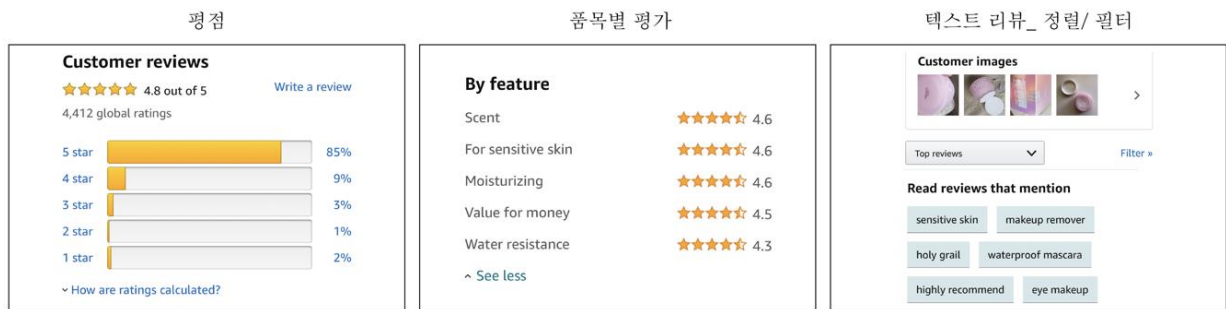 평점
Customer reviews
4.8 out of 5
Write a review
4,412 global ratings
5 star 85%
4 star 9%
3 star 3%
2 star 1%
1 star 2%
How are ratings calculated?
품목별 평가
By feature
Scent 4.6
For sensitive skin 4.6
Moisturizing 4.6
Value for money 4.5
Water resistance 4.3
See less
텍스트 리뷰_ 정렬/ 필터
Customer images
Top reviews
Filter »
Read reviews that mention
sensitive skin makeup remover
holy grail waterproof mascara
highly recommend eye makeup